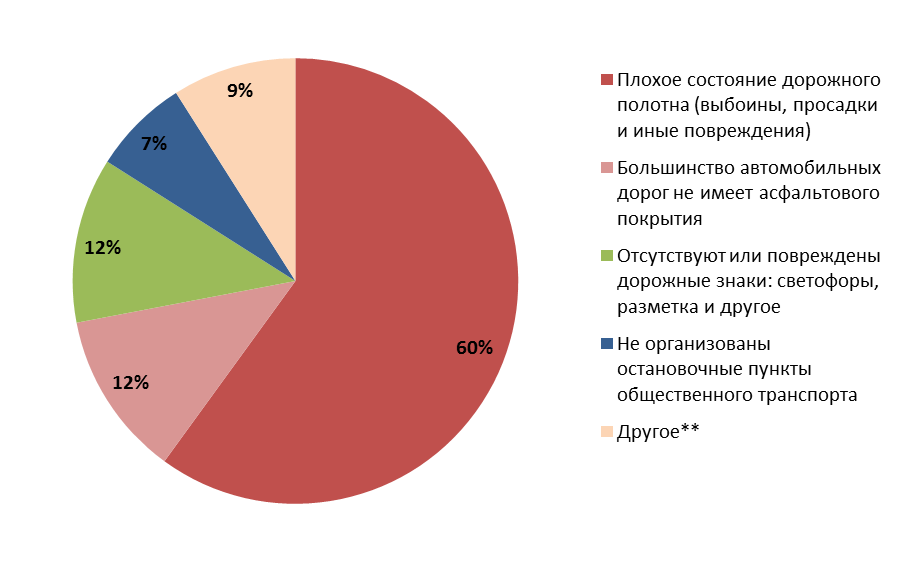 9%
7%
12%
12%
60%
Плохое состояние дорожного
полотна (выбоины, просадки
и иные повреждения)
Большинство автомобильных
дорог не имеет асфальтового
покрытия
Отсутствуют или повреждены
дорожные знаки: светофоры,
разметка и другое
Не организованы
остановочные пункты
общественного транспорта
Другое**